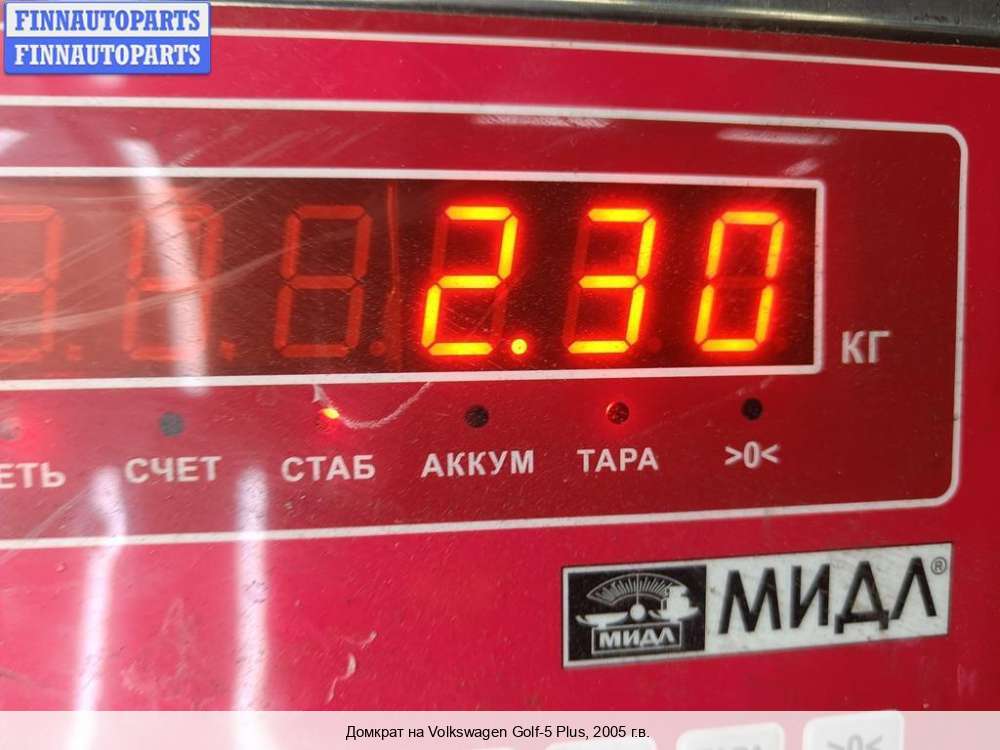 FINNAUTOPARTS
FINNAUTOPARTS
2.30
КГ
СЧЕТ СТАБ АККУМ ТАРА >0<
МИДЛ
МИДЛ®
>0<
Домкрат на Volkswagen Golf-5 Plus, 2005 г.в.